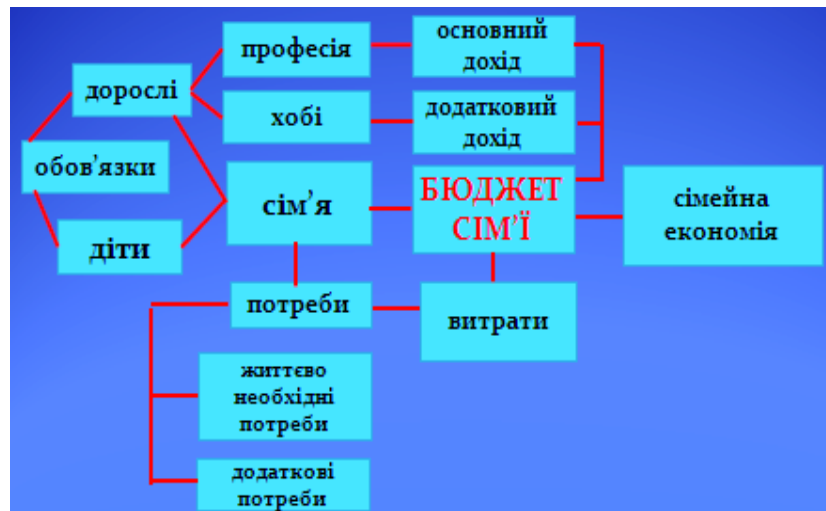 професія
основний
дохід
дорослі
хобі
додатковий
дохід
обов'язки
сім'я
БЮДЖЕТ
СІМ'Ї
сімейна
економія
діти
потреби
витрати
життєво
необхідні
потреби
додаткові
потреби